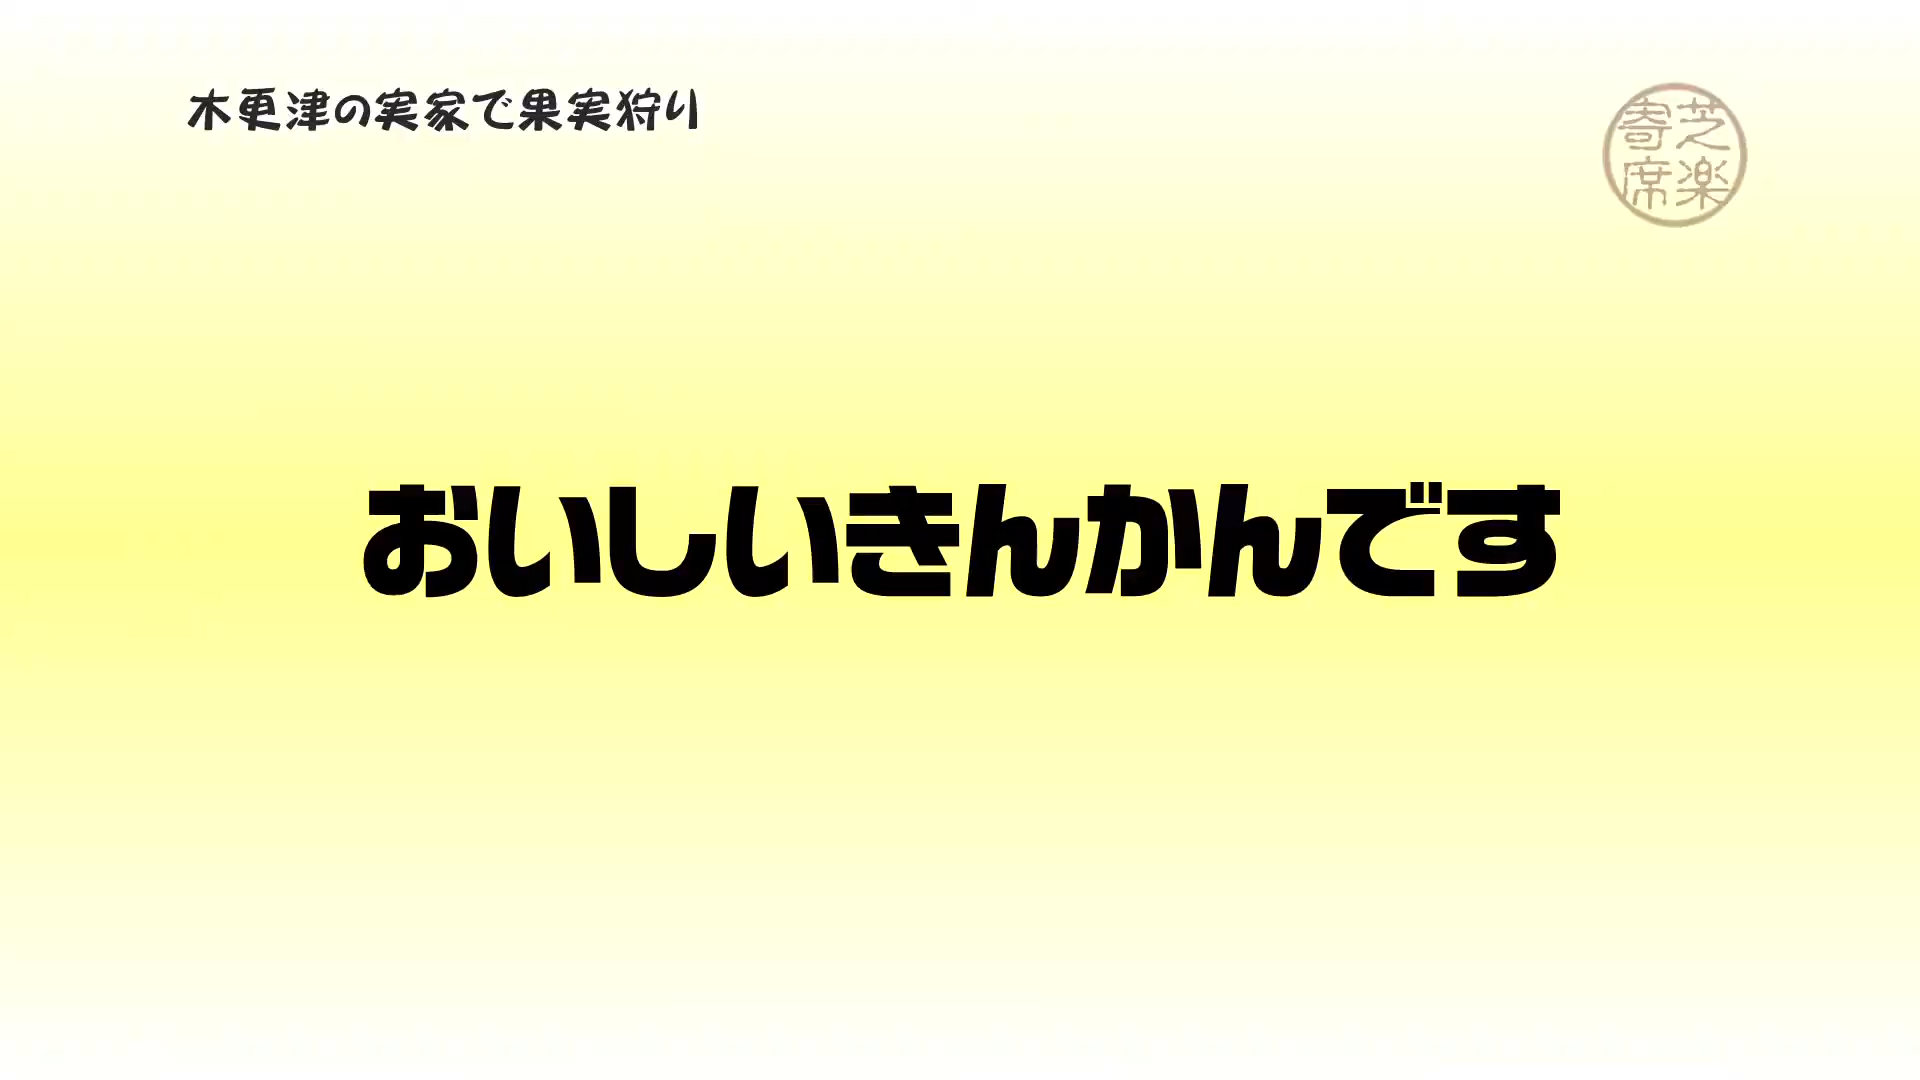 木更津の実家で果実狩り
芝楽
寄席
おいしいきんかんです